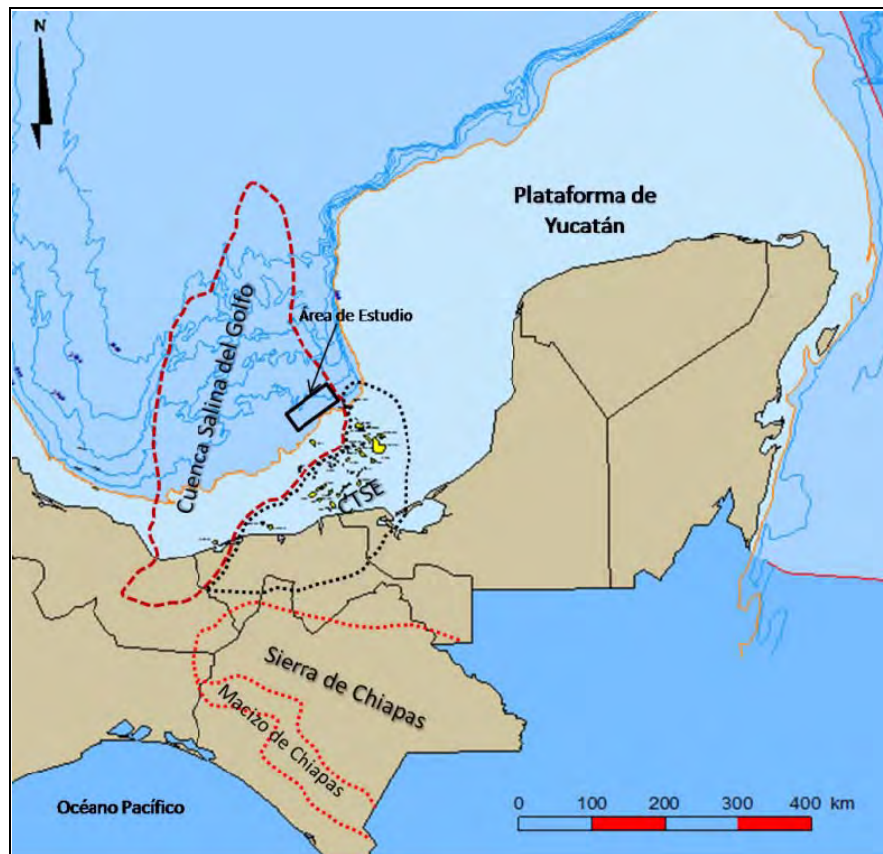 N
Plataforma de
Yucatán
Área de Estudio
Cuenca Salina del Golfo
CTSE
Sierra de Chiapas
Macizo de Chiapas
Océano Pacífico
0 100 200 300 400 km